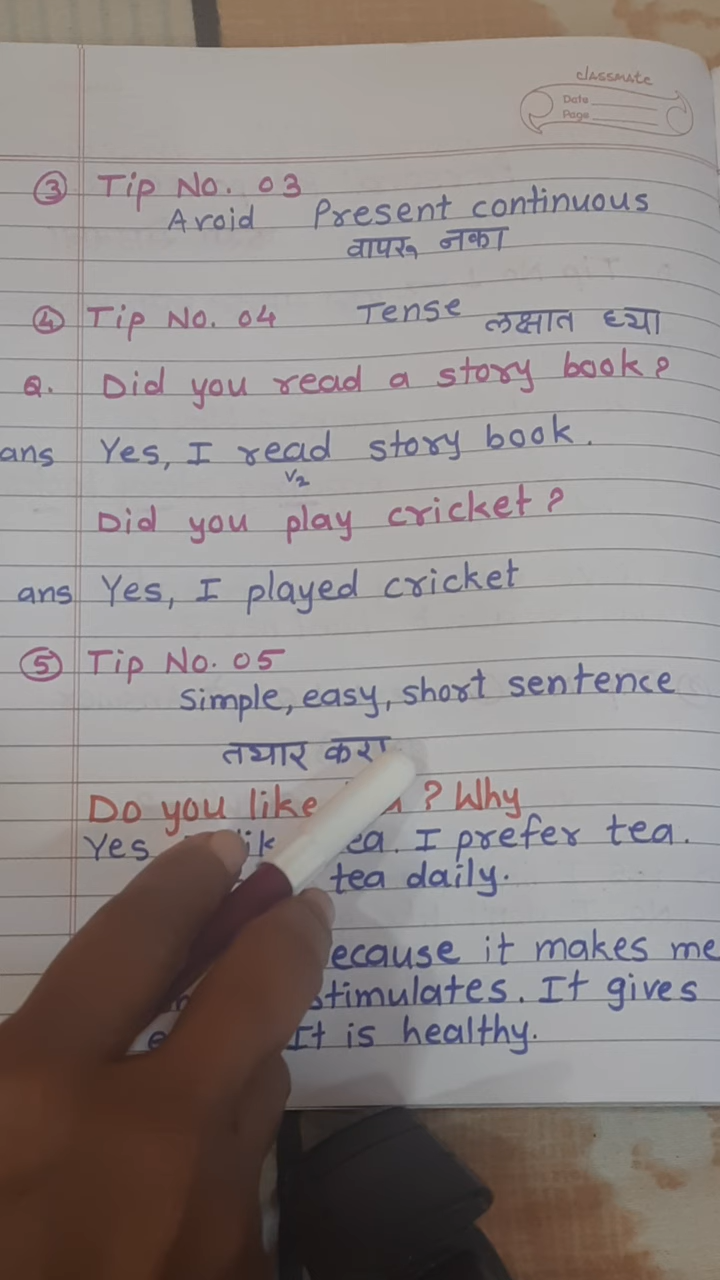 classmate
Date
Page
③ Tip No. 03
Avoid Present continuous
वापरू नका
④ Tip No. 04 Tense लक्षात घ्या
Q. Did you read a story book?
ans Yes, I read story book.
V2
Did you play cricket?
ans Yes, I played cricket
⑤ Tip No. 05
Simple, easy, short sentence
तयार करा
Do you like ? Why
Yes I prefer tea.
tea daily.
it makes me
stimulates. It gives
It is healthy.